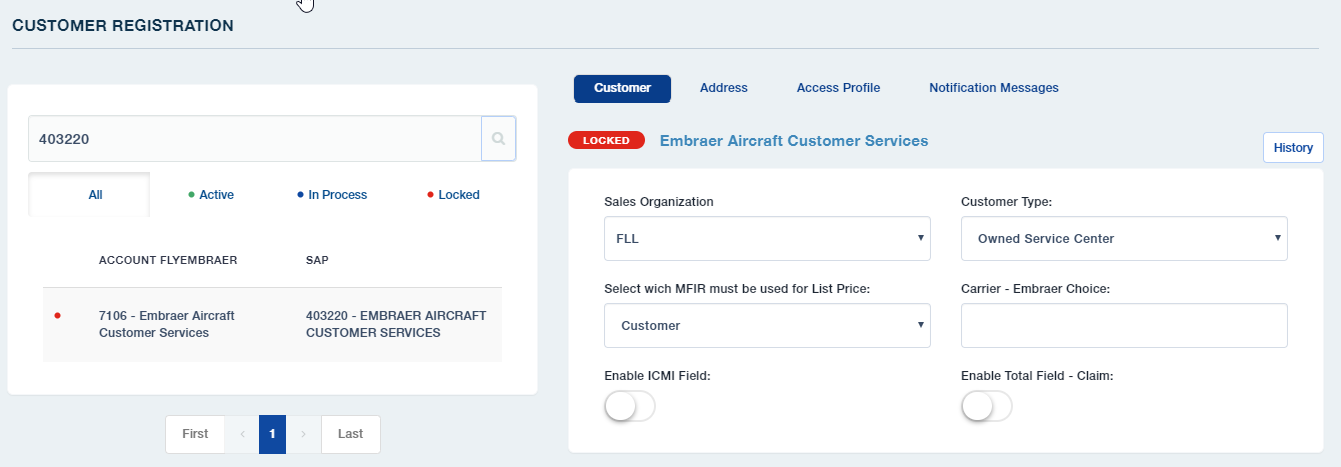 CUSTOMER REGISTRATION
403220
All
Active
In Process
Locked
ACCOUNT FLYEMBRAER
SAP
7106 - Embraer Aircraft
Customer Services
403220 - EMBRAER AIRCRAFT
CUSTOMER SERVICES
First
<
1
>
Last
Customer
Address
Access Profile
Notification Messages
LOCKED
Embraer Aircraft Customer Services
History
Sales Organization
FLL
Customer Type:
Owned Service Center
Select wich MFIR must be used for List Price:
Customer
Carrier - Embraer Choice:
Enable ICMI Field:
Enable Total Field - Claim: